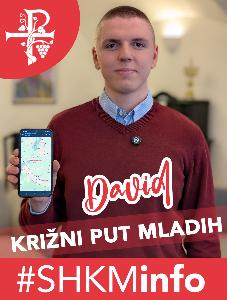 David
KRIŽNI PUT MLADIH
#SHKMinfo